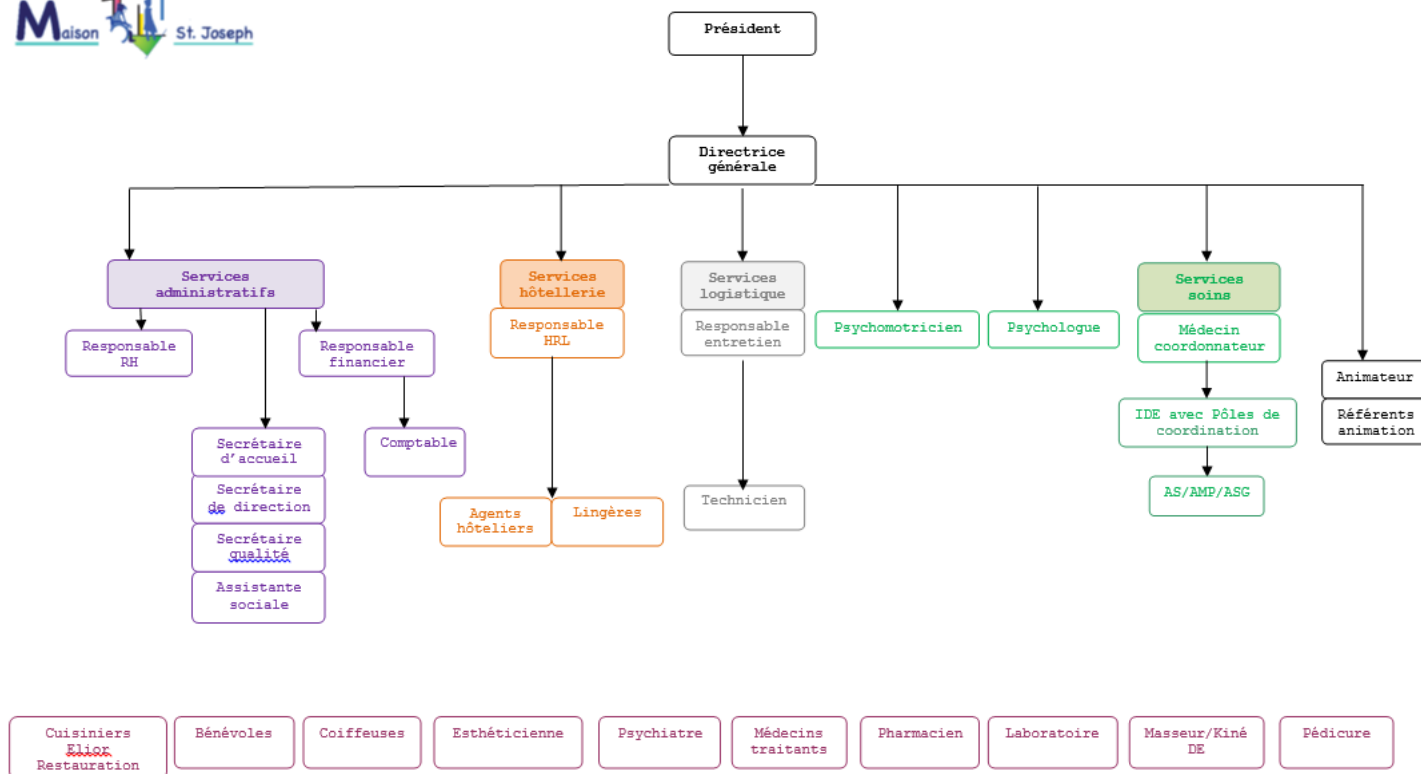 Maison St. Joseph
Président
Directrice
générale
Services
administratifs
Services
hôtellerie
Services
logistique
Services
soins
Responsable
RH
Responsable
financier
Responsable
HRL
Responsable
entretien
Psychomotricien
Psychologue
Médecin
coordonnateur
Animateur
Référents
animation
IDE avec Pôles de
coordination
AS/AMP/ASG
Secrétaire
d’accueil
Secrétaire
de direction
Secrétaire
qualité
Assistante
sociale
Comptable
Agents
hôteliers
Lingères
Technicien
Cuisiniers
Elior
Restauration
Bénévoles
Coiffeuses
Esthéticienne
Psychiatre
Médecins
traitants
Pharmacien
Laboratoire
Masseur/Kiné
DE
Pédicure